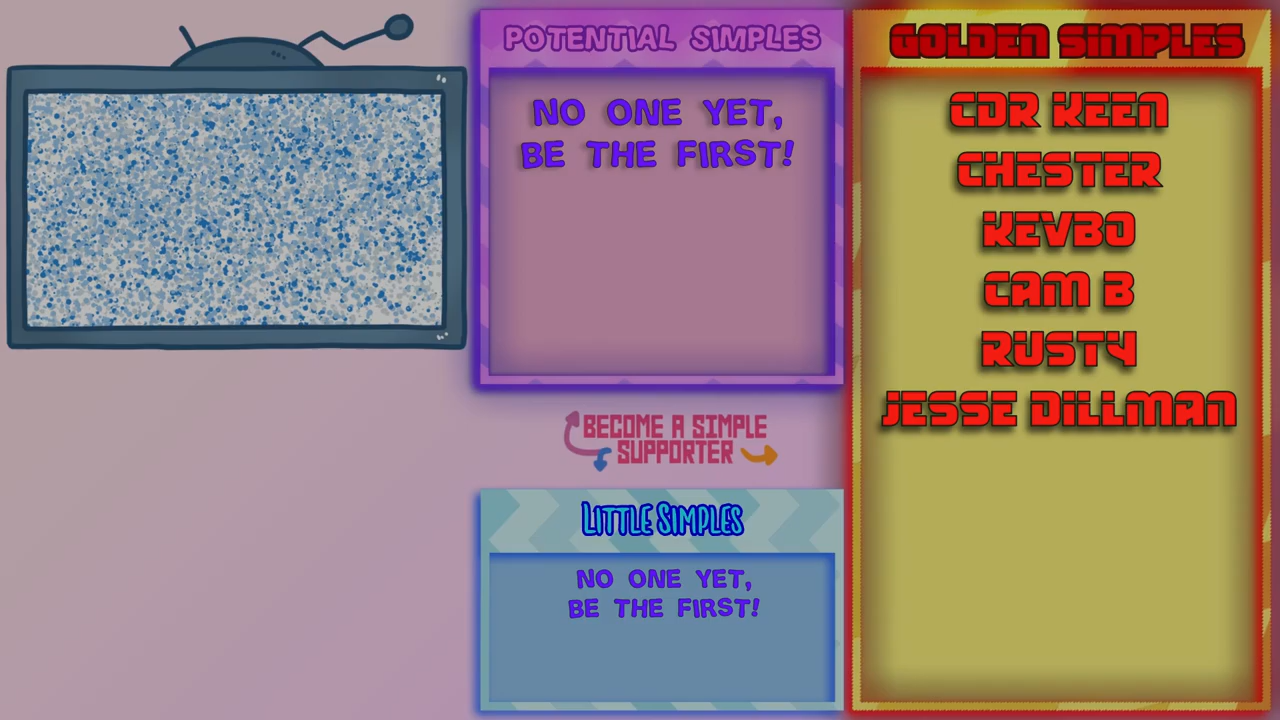 POTENTIAL SIMPLES
NO ONE YET,
BE THE FIRST!
BECOME A SIMPLE
SUPPORTER
LITTLE SIMPLES
NO ONE YET,
BE THE FIRST!
GOLDEN SIMPLES
CDR KEEN
CHESTER
KEVBO
CAM B
RUSTY
JESSE DILLMAN